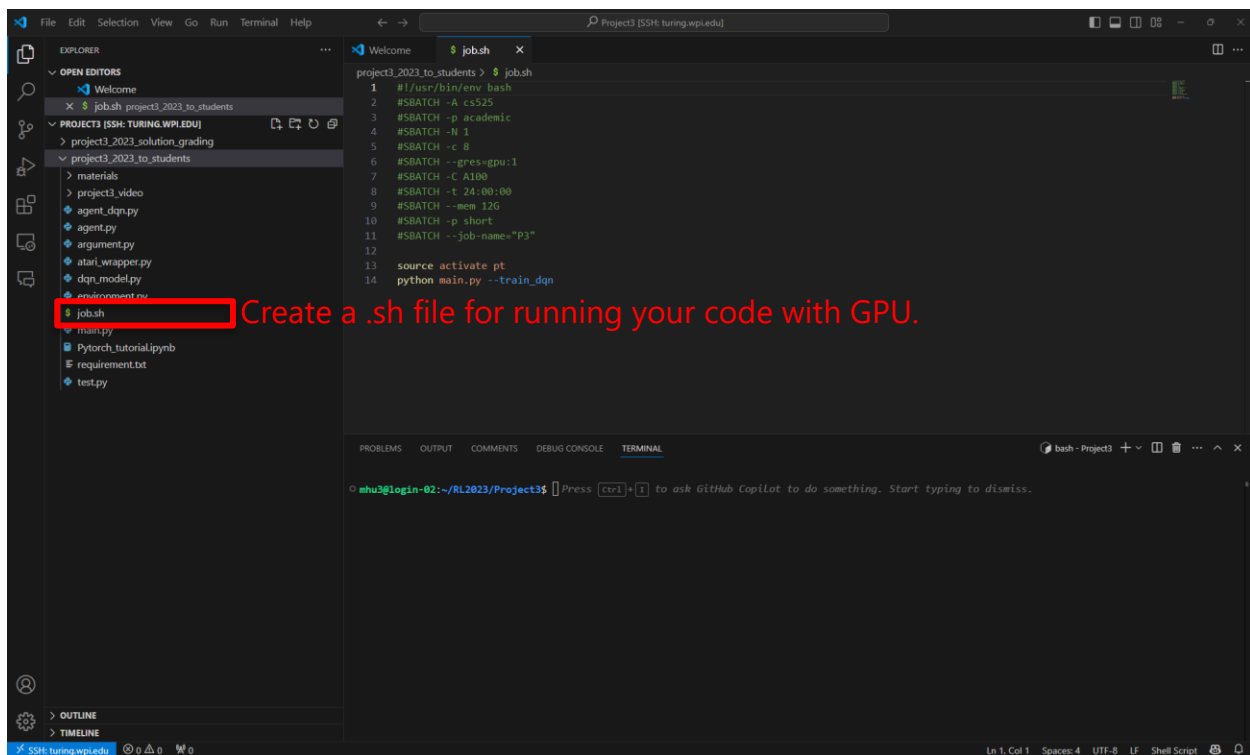 File Edit Selection View Go Run Terminal Help
Project3 [SSH: turing.wpi.edu]
EXPLORER
OPEN EDITORS
Welcome
job.sh project3_2023_to_students
PROJECT3 [SSH: TURING.WPI.EDU]
project3_2023_solution_grading
project3_2023_to_students
materials
project3_video
agent_dqn.py
agent.py
argument.py
atari_wrapper.py
dqn_model.py
environment.py
$ job.sh
main.py
Pytorch_tutorial.ipynb
requirement.txt
test.py
OUTLINE
TIMELINE
Welcome $ job.sh
project3_2023_to_students > $ job.sh
1 #!/usr/bin/env bash
2 #SBATCH -A cs525
3 #SBATCH -p academic
4 #SBATCH -N 1
5 #SBATCH -c 8
6 #SBATCH --gres=gpu:1
7 #SBATCH -C A100
8 #SBATCH -t 24:00:00
9 #SBATCH --mem 12G
10 #SBATCH -p short
11 #SBATCH --job-name="P3"
12
13 source activate pt
14 python main.py --train_dqn
Create a .sh file for running your code with GPU.
PROBLEMS OUTPUT COMMENTS DEBUG CONSOLE TERMINAL
bash - Project3
mhu3@login-02:~/RL2023/Project3$ Press Ctrl+I to ask GitHub Copilot to do something. Start typing to dismiss.
SSH: turing.wpi.edu 0 0 0
Ln 1, Col 1 Spaces: 4 UTF-8 LF Shell Script